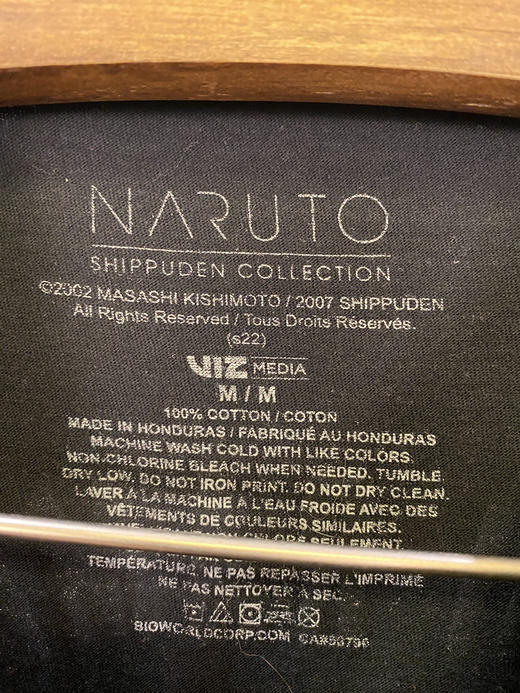 NARUTO
SHIPPUDEN COLLECTION
©2002 MASASHI KISHIMOTO / 2007 SHIPPUDEN
All Rights Reserved / Tous Droits Reservés.
(s22)
VIZ MEDIA
M / M
100% COTTON / COTON
MADE IN HONDURAS / FABRIQUÉ AU HONDURAS
MACHINE WASH COLD WITH LIKE COLORS.
NON-CHLORINE BLEACH WHEN NEEDED. TUMBLE
DRY LOW. DO NOT IRON PRINT. DO NOT DRY CLEAN.
LAVER À LA MACHINE À L'EAU FROIDE AVEC DES
VÊTEMENTS DE COULEURS SIMILAIRES.
SEULEMENT
TEMPÉRATURE. NE PAS REPASSER L'IMPRIMÉ
NE PAS NETTOYER À SEC.
BIOWORLDCORP.COM